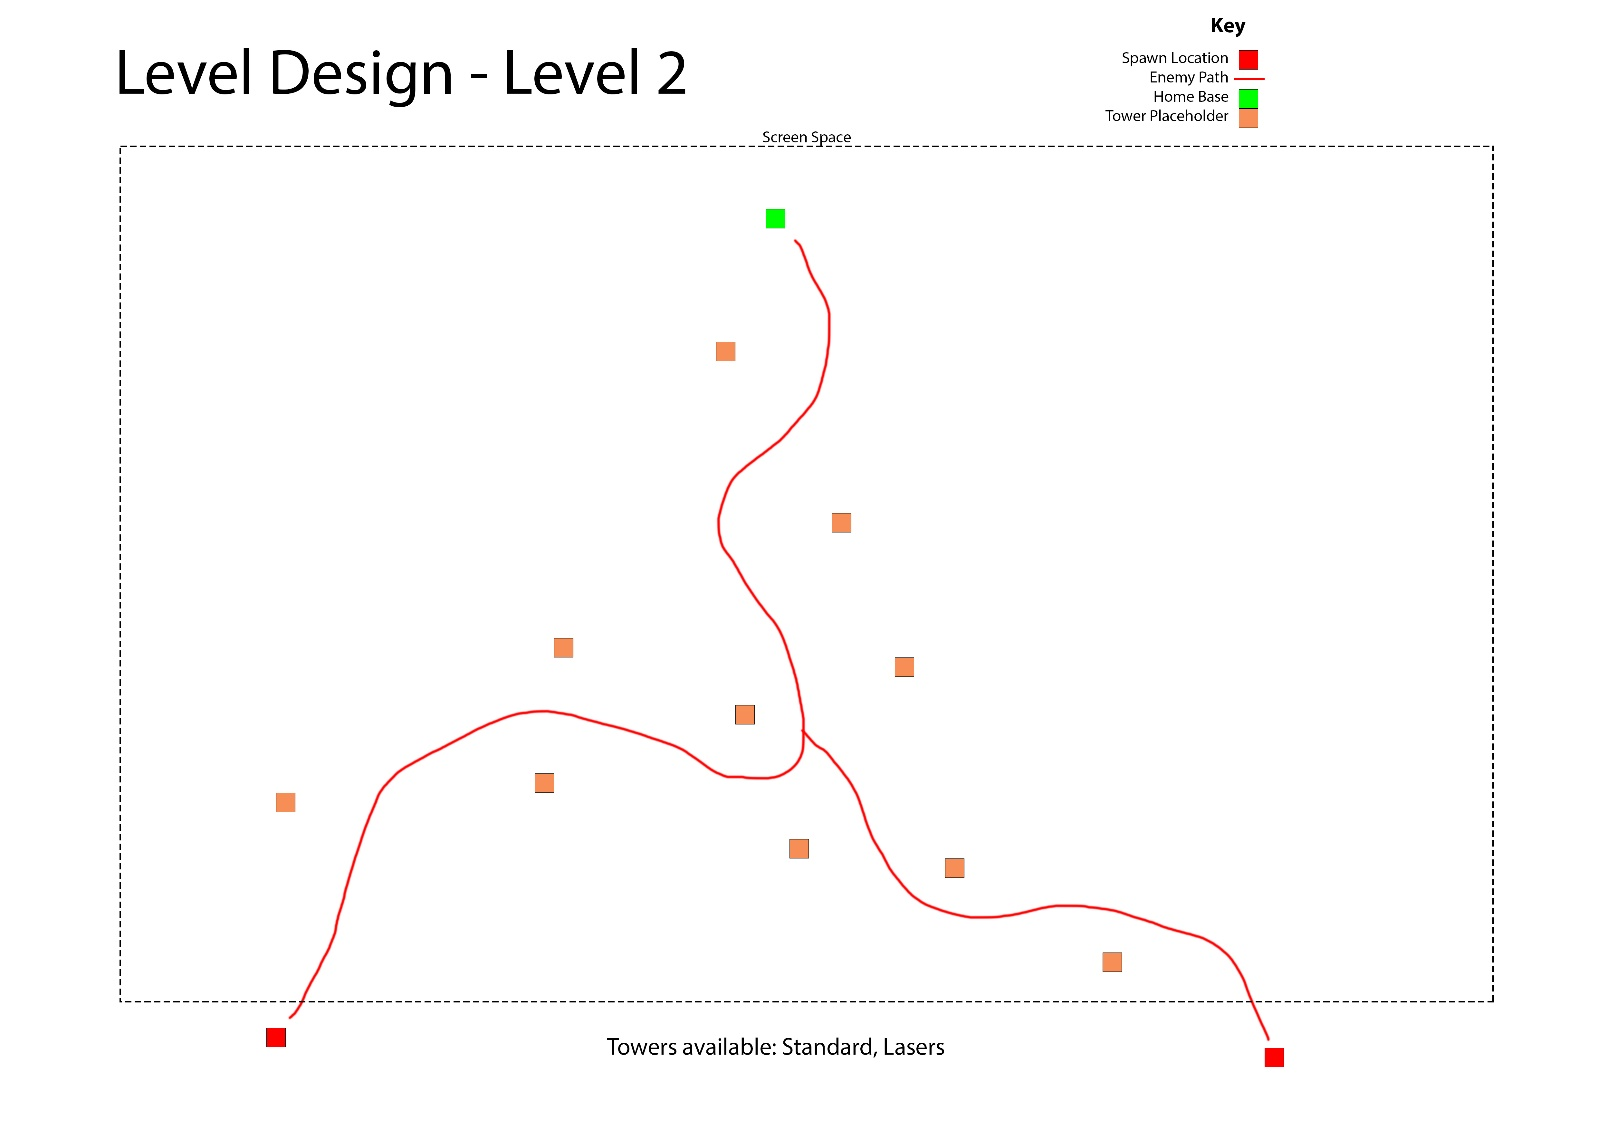 Level Design - Level 2
Key
Spawn Location
Enemy Path
Home Base
Tower Placeholder
Screen Space
Towers available: Standard, Lasers